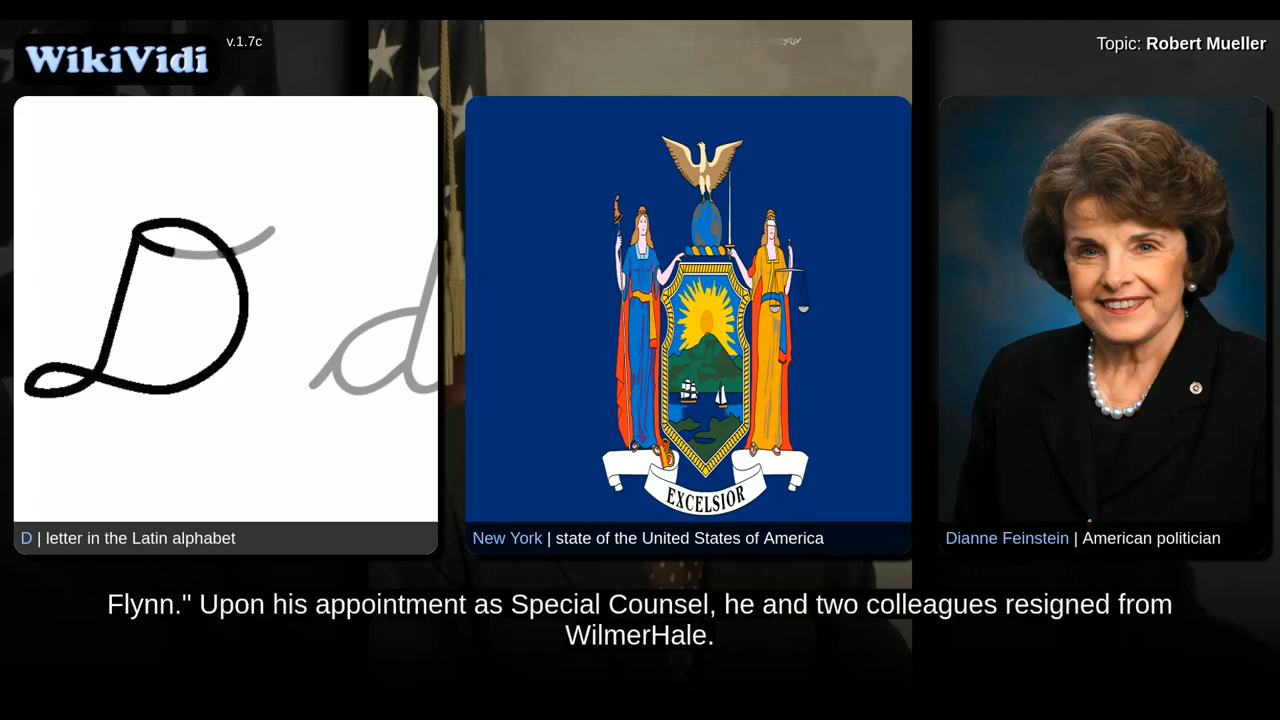 WikiVidi
v.1.7c
Topic: Robert Mueller
D d
EXCELSIOR
D | letter in the Latin alphabet
New York | state of the United States of America
Dianne Feinstein | American politician
Flynn." Upon his appointment as Special Counsel, he and two colleagues resigned from
WilmerHale.